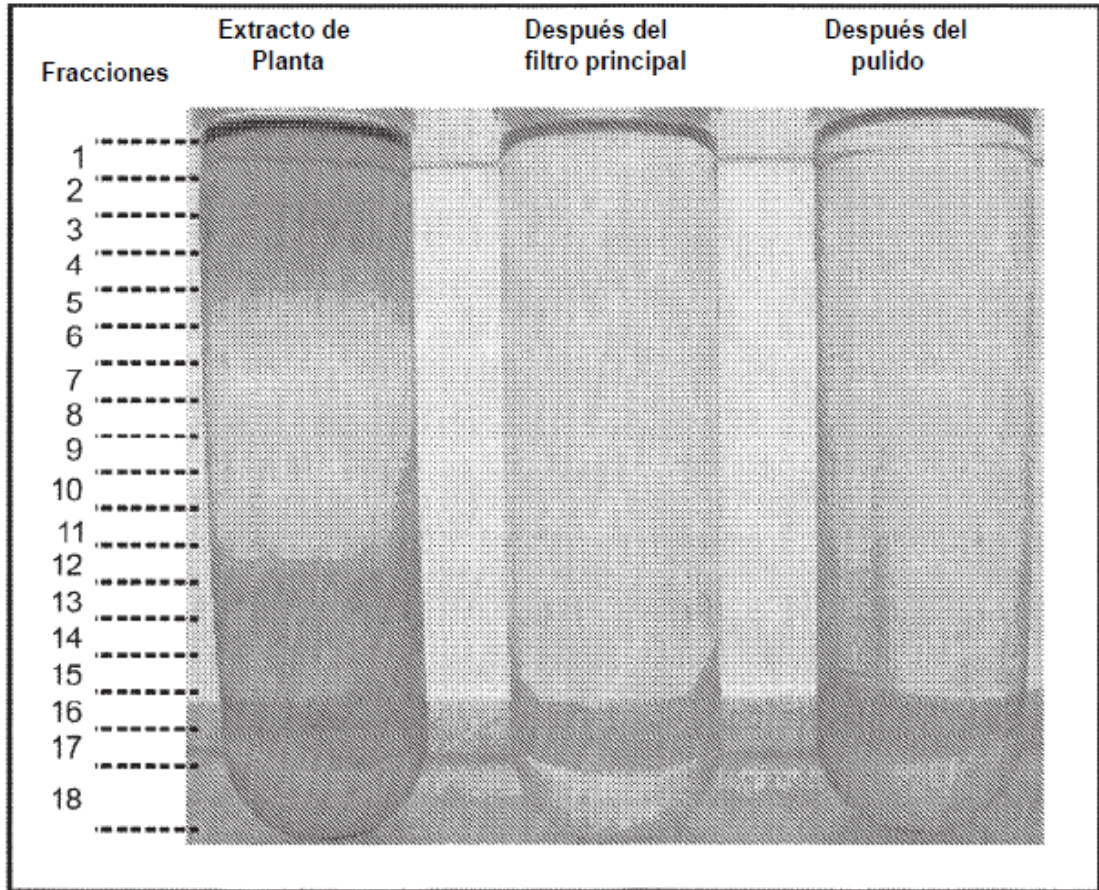 Extracto de
Planta
Después del
filtro principal
Después del
pulido
Fracciones
1
2
3
4
5
6
7
8
9
10
11
12
13
14
15
16
17
18